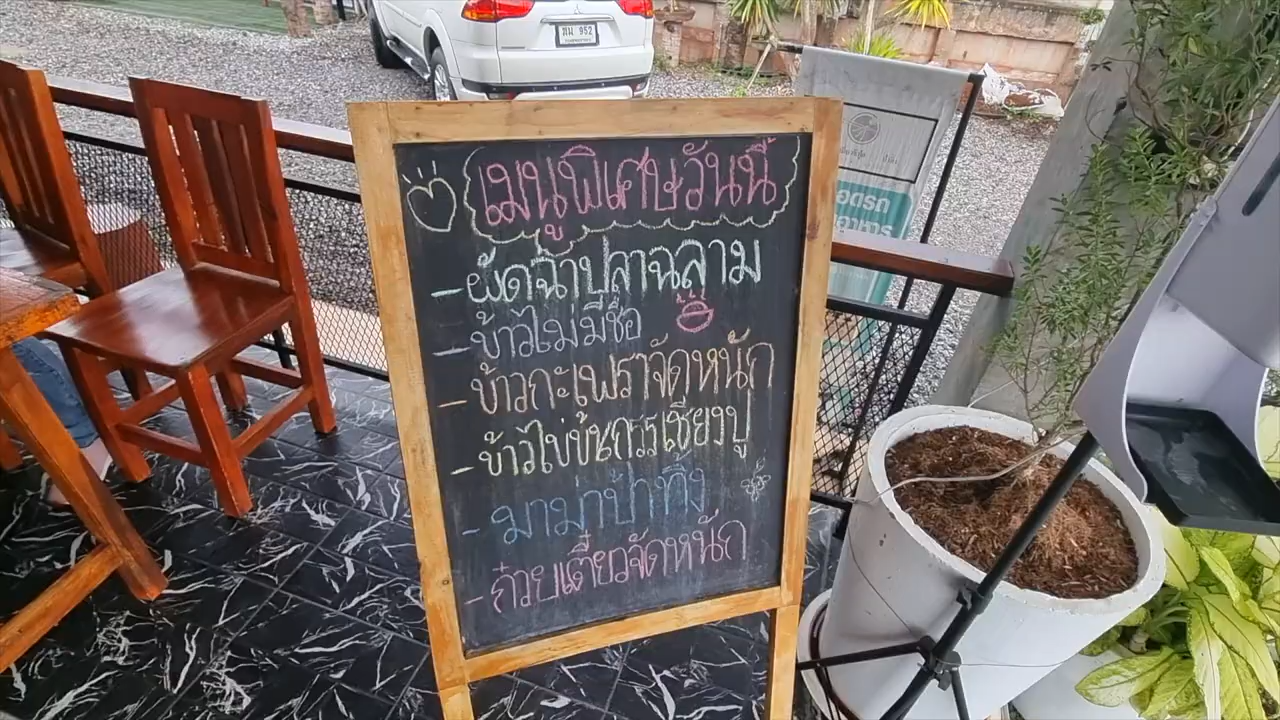 ฆน 952
เมนูพิเศษวันนี้
- ผัดฉ่าปลาฉลาม
- ข้าวไม่มีชื่อ
- ข้าวกะเพราจัดหนัก
- ข้าวไข่ข้นกรรเชียงปู
- มาม่าป้าทิ้ง
- ก๋วยเตี๋ยวจัดหนัก